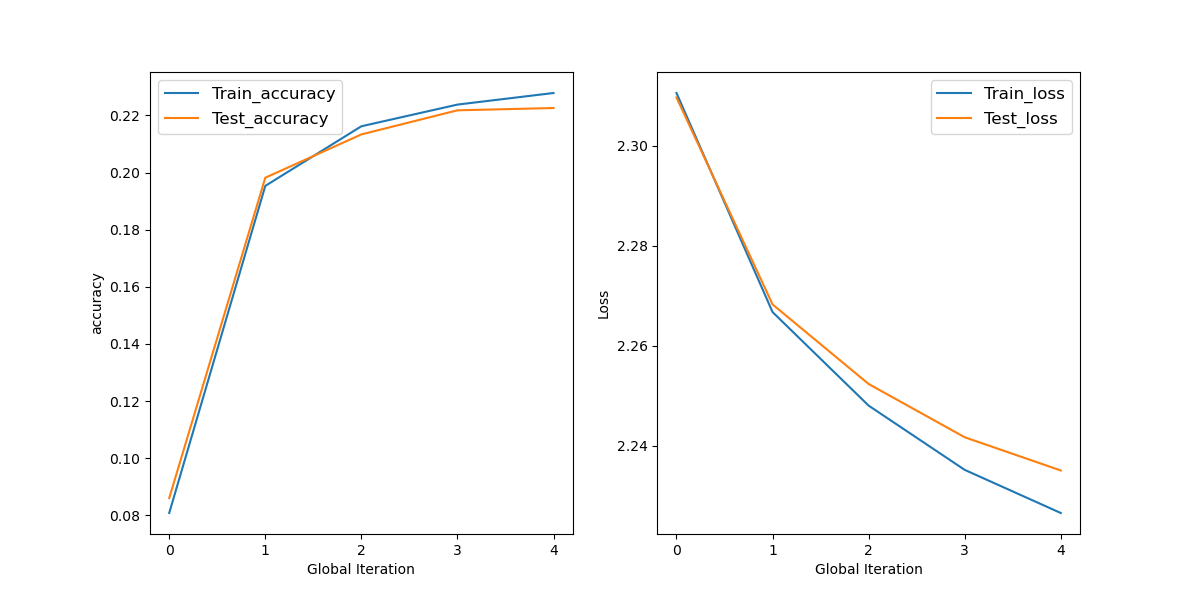 Train_accuracy
Test_accuracy
0.22
0.20
0.18
0.16
0.14
0.12
0.10
0.08
accuracy
0 1 2 3 4
Global Iteration
Train_loss
Test_loss
2.30
2.28
2.26
2.24
Loss
0 1 2 3 4
Global Iteration